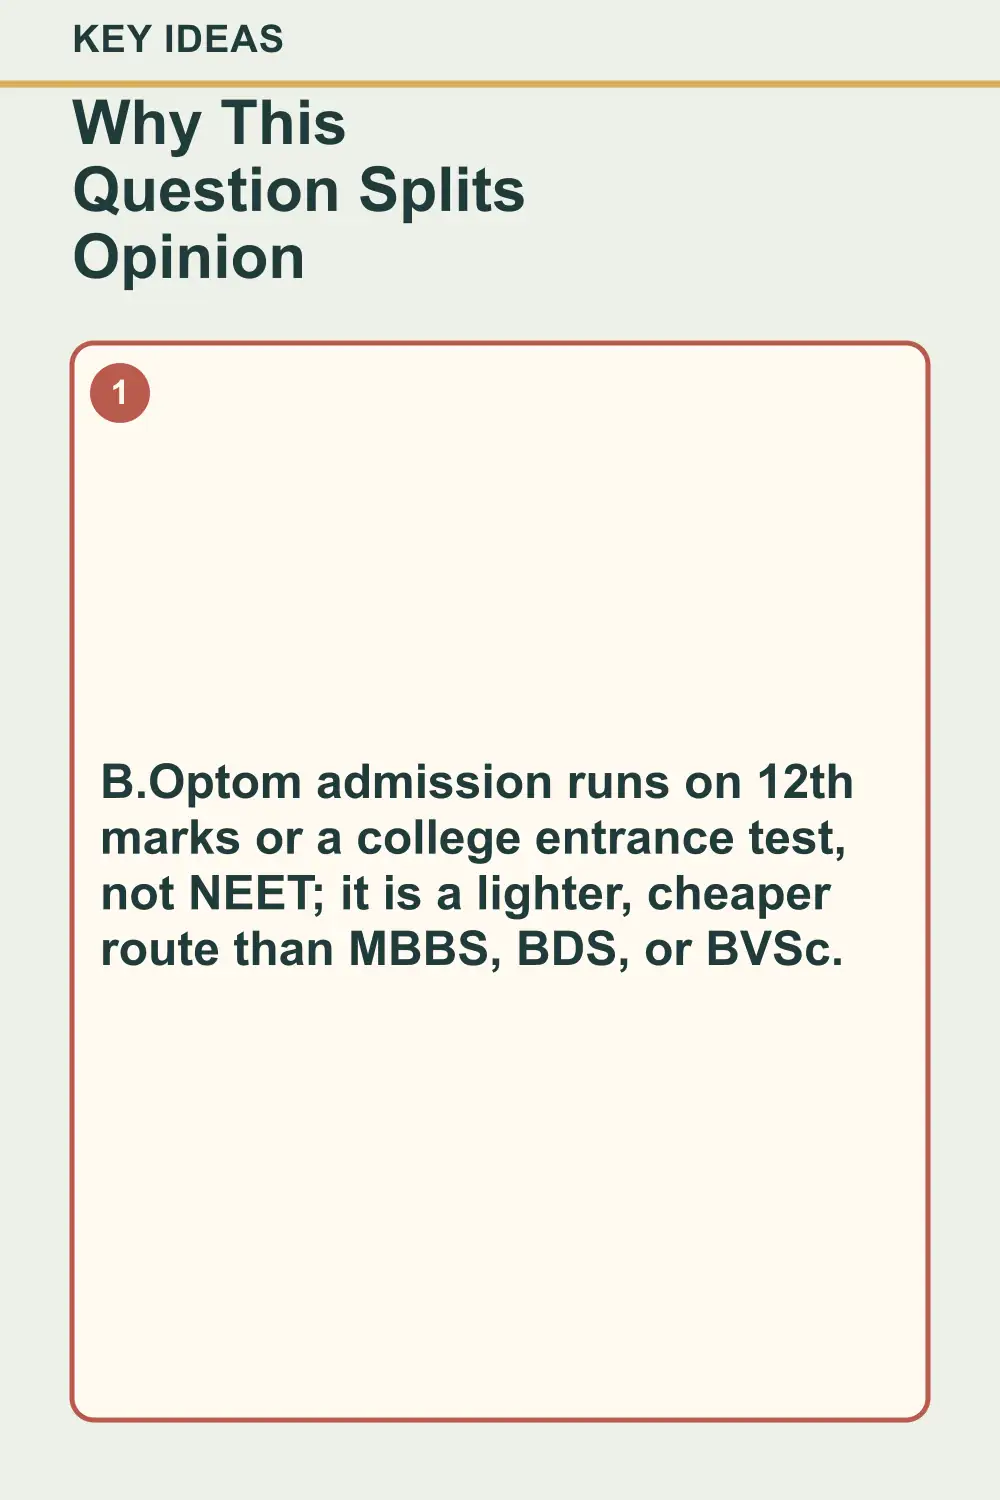 KEY IDEAS
Why This
Question Splits
Opinion
1
B.Optom admission runs on 12th
marks or a college entrance test,
not NEET; it is a lighter, cheaper
route than MBBS, BDS, or BVSc.